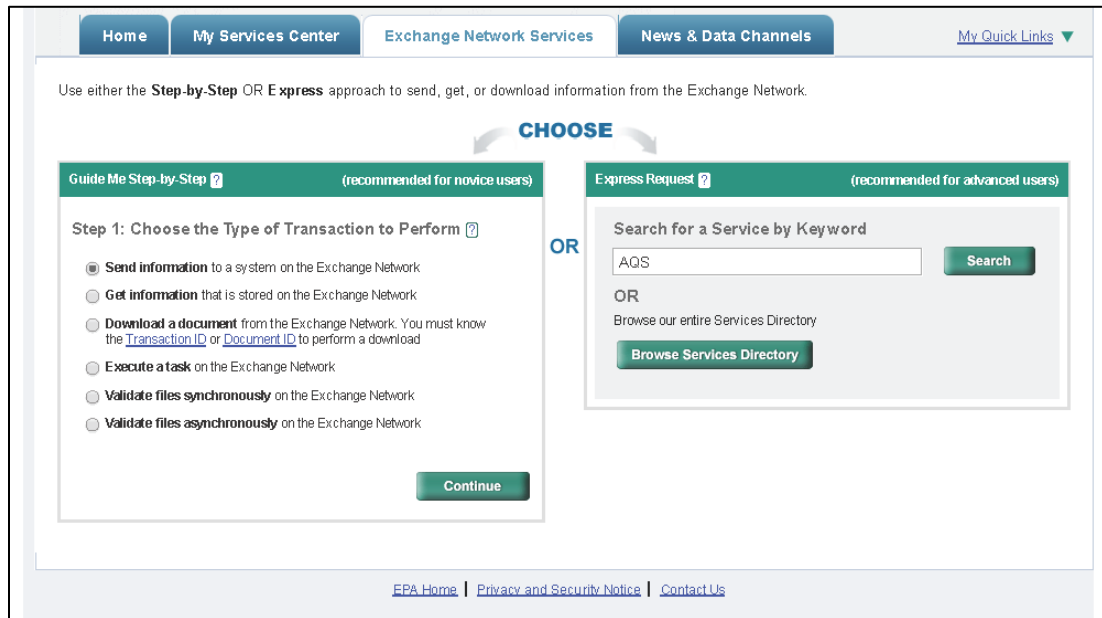 Home
My Services Center
Exchange Network Services
News & Data Channels
My Quick Links ▼
Use either the Step-by-Step OR Express approach to send, get, or download information from the Exchange Network.
CHOOSE
Guide Me Step-by-Step ? (recommended for novice users)
Step 1: Choose the Type of Transaction to Perform ?
Send information to a system on the Exchange Network
Get information that is stored on the Exchange Network
Download a document from the Exchange Network. You must know
the Transaction ID or Document ID to perform a download
Execute a task on the Exchange Network
Validate files synchronously on the Exchange Network
Validate files asynchronously on the Exchange Network
Continue
OR
Express Request ? (recommended for advanced users)
Search for a Service by Keyword
AQS
Search
OR
Browse our entire Services Directory
Browse Services Directory
EPA Home | Privacy and Security Notice | Contact Us